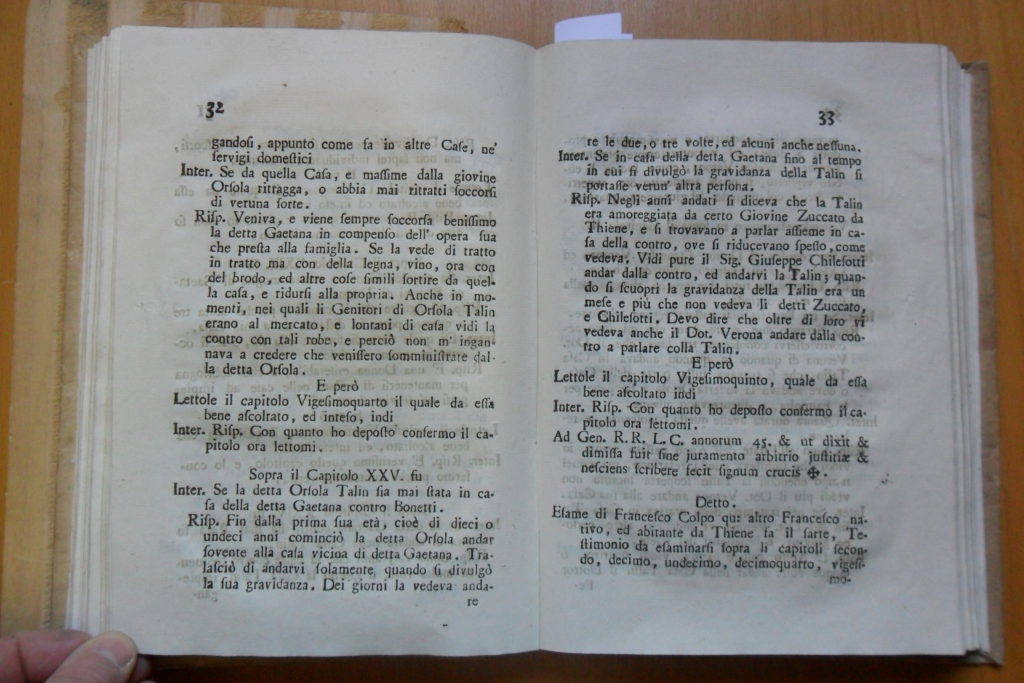 32
gandosi, appunto come fa in altre Case, ne'
servigi domestici
Inter. Se da quella Casa, e massime dalla giovine
Orsola ritragga, o abbia mai ritratti soccorsi
di veruna sorte.
Risp. Veniva, e viene sempre soccorsa benissimo
la detta Gaetana in compenso dell' opera sua
che presta alla famiglia. Se la vede di tratto
in tratto ma con della legna, vino, ora con
del brodo, ed altre cose simili sortire da quel-
la casa, e ridursi alla propria. Anche in mo-
menti, nei quali li Genitori di Orsola Talin
erano al mercato, e lontani di casa vidi la
contro con tali robe, e perciò non m' ingan-
nava a credere che venissero somministrate dal-
la detta Orsola.
E però
Lettole il capitolo Vigesimoquarto il quale da essa
bene ascoltato, ed inteso, indi
Inter. Risp. Con quanto ho deposto confermo il ca-
pitolo ora lettomi.
Sopra il Capitolo XXV. fu
Inter. Se la detta Orsola Talin sia mai stata in ca-
sa della detta Gaetana contro Bonetti.
Risp. Fin dalla prima sua età, cioè di dieci o
undeci anni cominciò la detta Orsola andar
sovente alla casa vicina di detta Gaetana. Tra-
lasciò di andarvi solamente quando si divulgò
la sua gravidanza. Dei giorni la vedeva anda-
re
33
re le due, o tre volte, ed alcuni anche nessuna.
Inter. Se in casa della detta Gaetana fino al tempo
in cui si divulgò la gravidanza della Talin si
portasse verun' altra persona.
Risp. Negli anni andati si diceva che la Talin
era amoreggiata da certo Giovine Zuccato da
Thiene, e si trovavano a parlar assieme in ca-
sa della contro, ove si riducevano spesso, come
vedeva. Vidi pure il Sig. Giuseppe Chilesotti
andar dalla contro, ed andarvi la Talin; quan-
do si scuoprì la gravidanza della Talin era un
mese e più che non vedeva li detti Zuccato,
e Chilesotti. Devo dire che oltre di loro vi
vedeva anche il Dot. Verona andare dalla con-
tro a parlare colla Talin.
E però
Lettole il capitolo Vigesimoquinto, quale da essa
bene ascoltato indi
Inter. Risp. Con quanto ho deposto confermo il ca-
pitolo ora lettomi.
Ad Gen. R. R. L. C. annorum 45. & ut dixit &
dimissa fuit sine juramento arbitrio justitiæ &
nesciens scribere fecit signum crucis ✠.
Detto.
Esame di Francesco Colpo qu: altro Francesco na-
tivo, ed abitante da Thiene fa il sarte, Te-
stimonio da esaminarsi sopra li capitoli secon-
do, decimo, undecimo, decimoquarto, vigesi-
mo-